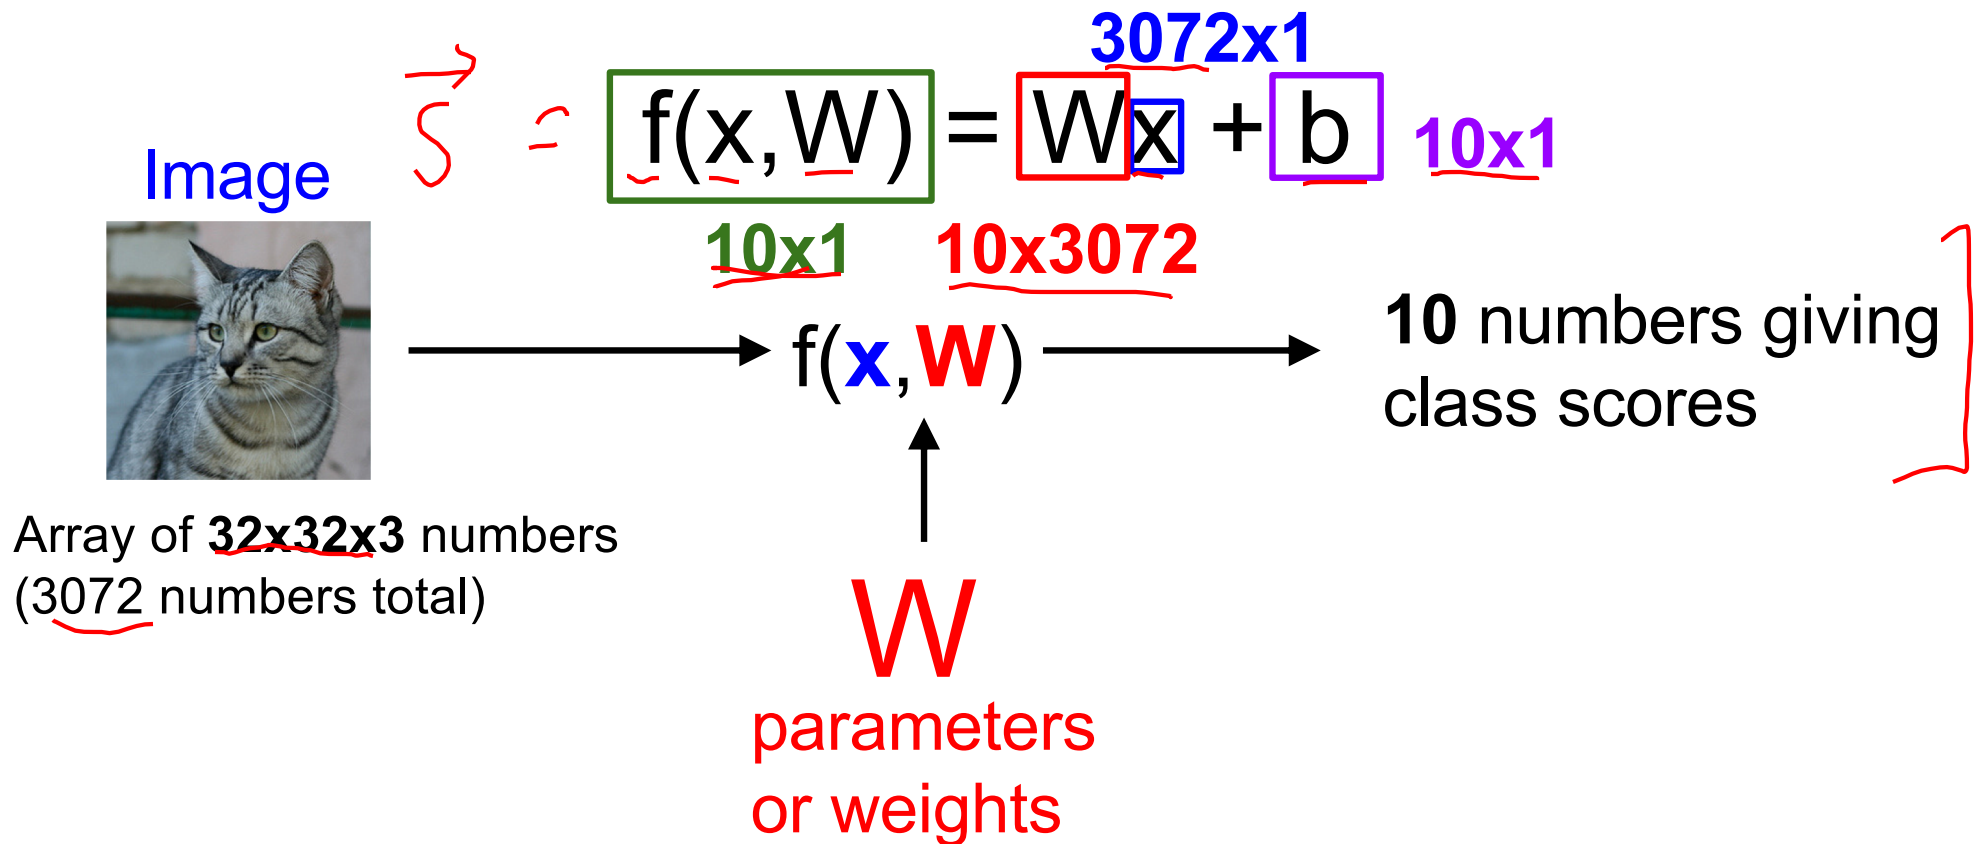 3072x1
S = f(x,W) = Wx + b 10x1
Image
10x1 10x3072
f(x,W)
10 numbers giving
class scores
Array of 32x32x3 numbers
(3072 numbers total)
W
parameters
or weights